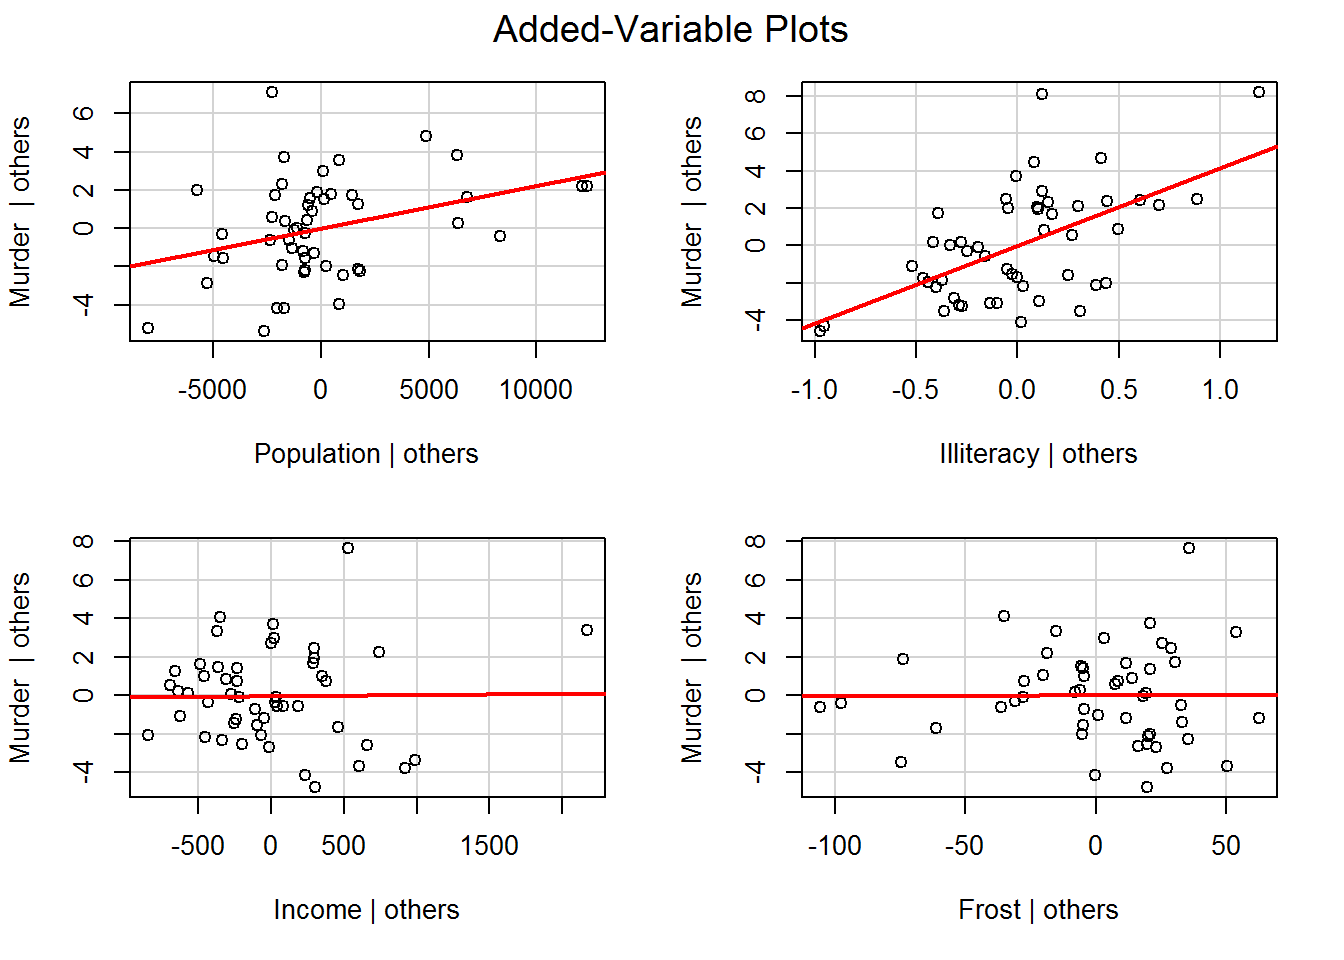 Added-Variable Plots
Murder | others
6
4
2
0
-4
-5000 0 5000 10000
Population | others
Murder | others
8
6
4
2
0
-4
-1.0 -0.5 0.0 0.5 1.0
Illiteracy | others
Murder | others
8
6
4
2
0
-4
-500 0 500 1500
Income | others
Murder | others
8
6
4
2
0
-4
-100 -50 0 50
Frost | others